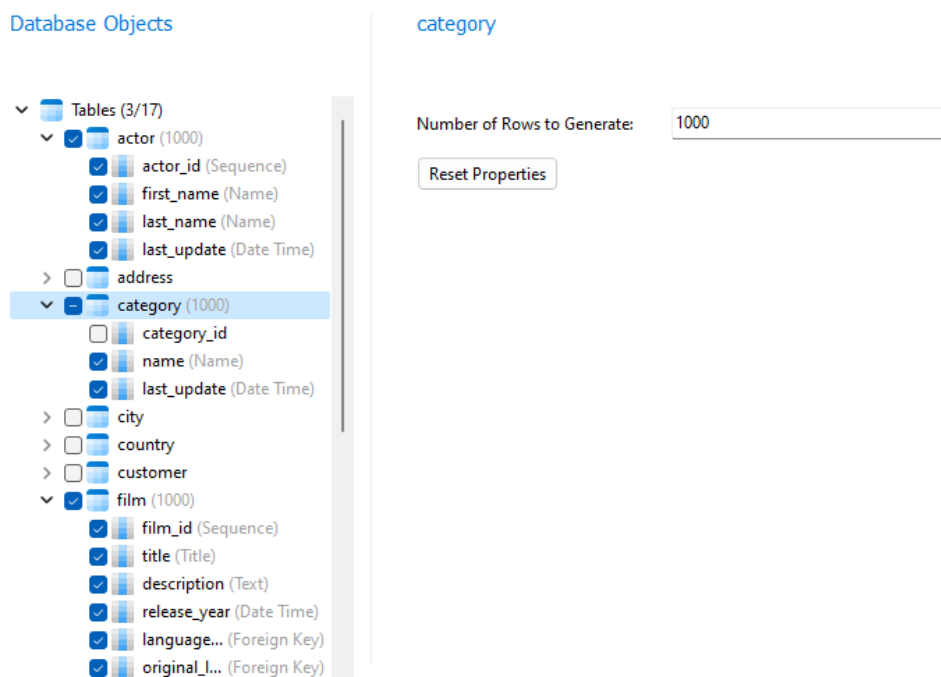 Database Objects
category
Tables (3/17)
actor (1000)
Number of Rows to Generate: 1000
actor_id (Sequence)
Reset Properties
first_name (Name)
last_name (Name)
last_update (Date Time)
address
category (1000)
category_id
name (Name)
last_update (Date Time)
city
country
customer
film (1000)
film_id (Sequence)
title (Title)
description (Text)
release_year (Date Time)
language... (Foreign Key)
original_l... (Foreign Key)